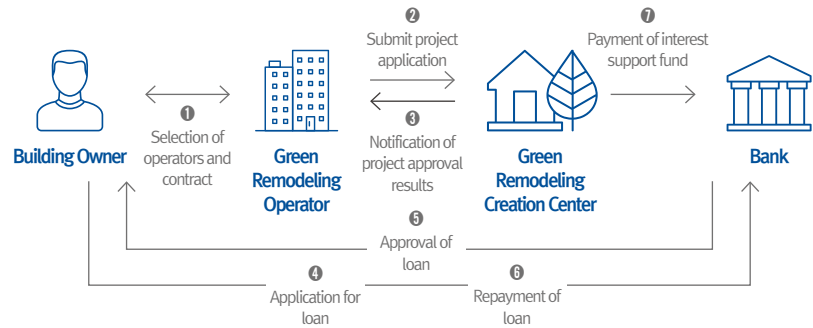 ❷
Submit project
application
❼
Payment of interest
support fund
❶
Selection of
operators and
contract
❸
Notification of
project approval
results
Building Owner
Green
Remodeling
Operator
Green
Remodeling
Creation Center
Bank
❺
Approval of
loan
❹
Application for
loan
❻
Repayment of
loan